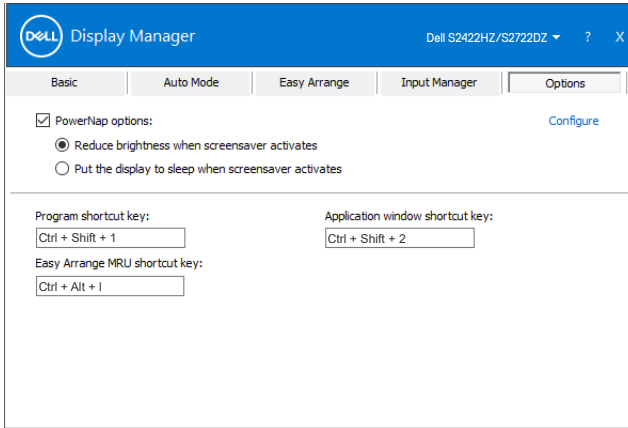 DELL Display Manager
Dell S2422HZ/S2722DZ ? X
Basic Auto Mode Easy Arrange Input Manager Options
PowerNap options: Configure
Reduce brightness when screensaver activates
Put the display to sleep when screensaver activates
Program shortcut key: Application window shortcut key:
Ctrl + Shift + 1 Ctrl + Shift + 2
Easy Arrange MRU shortcut key:
Ctrl + Alt + I